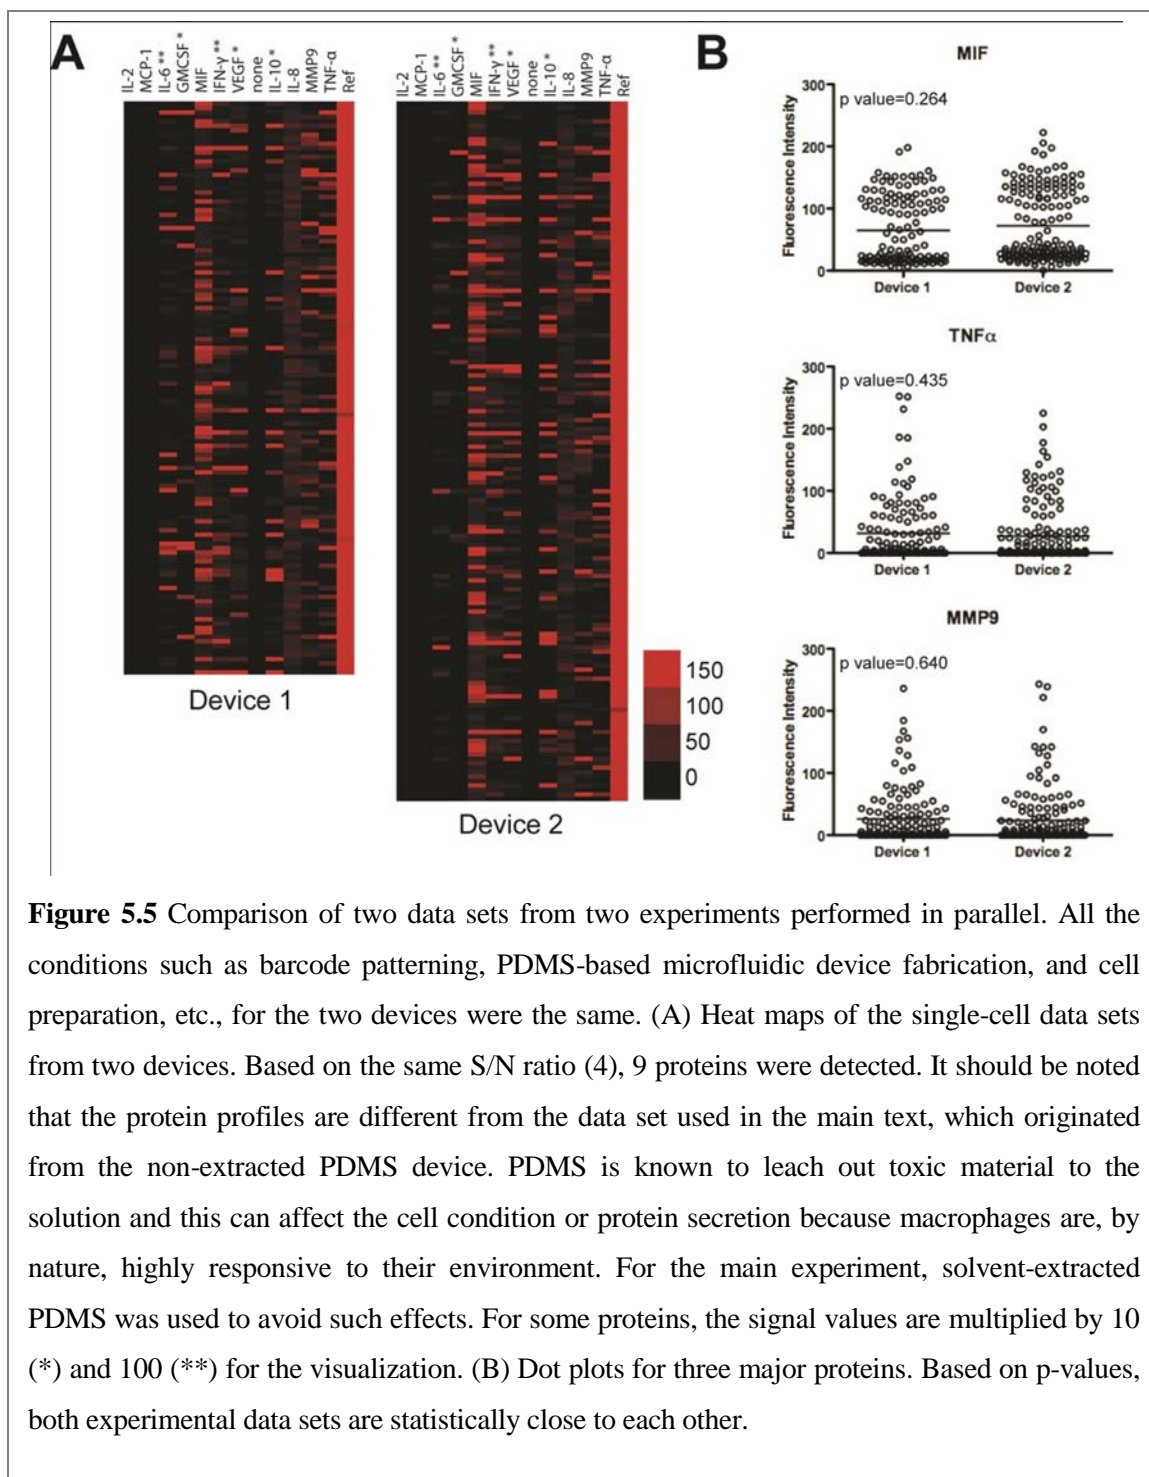 A
IL-2
MCP-1
IL-6 **
GMCSF *
MIF
IFN-γ **
VEGF *
none
IL-10 *
IL-8
MMP9
TNF-α
Ref
Device 1
IL-2
MCP-1
IL-6 **
GMCSF *
MIF
IFN-γ **
VEGF *
none
IL-10 *
IL-8
MMP9
TNF-α
Ref
Device 2
150
100
50
0
B
MIF
p value=0.264
Fluorescence Intensity
300
200
100
0
Device 1 Device 2
TNFα
p value=0.435
Fluorescence Intensity
300
200
100
0
Device 1 Device 2
MMP9
p value=0.640
Fluorescence Intensity
300
200
100
0
Device 1 Device 2
Figure 5.5 Comparison of two data sets from two experiments performed in parallel. All the
conditions such as barcode patterning, PDMS-based microfluidic device fabrication, and cell
preparation, etc., for the two devices were the same. (A) Heat maps of the single-cell data sets
from two devices. Based on the same S/N ratio (4), 9 proteins were detected. It should be noted
that the protein profiles are different from the data set used in the main text, which originated
from the non-extracted PDMS device. PDMS is known to leach out toxic material to the
solution and this can affect the cell condition or protein secretion because macrophages are, by
nature, highly responsive to their environment. For the main experiment, solvent-extracted
PDMS was used to avoid such effects. For some proteins, the signal values are multiplied by 10
(*) and 100 (**) for the visualization. (B) Dot plots for three major proteins. Based on p-values,
both experimental data sets are statistically close to each other.